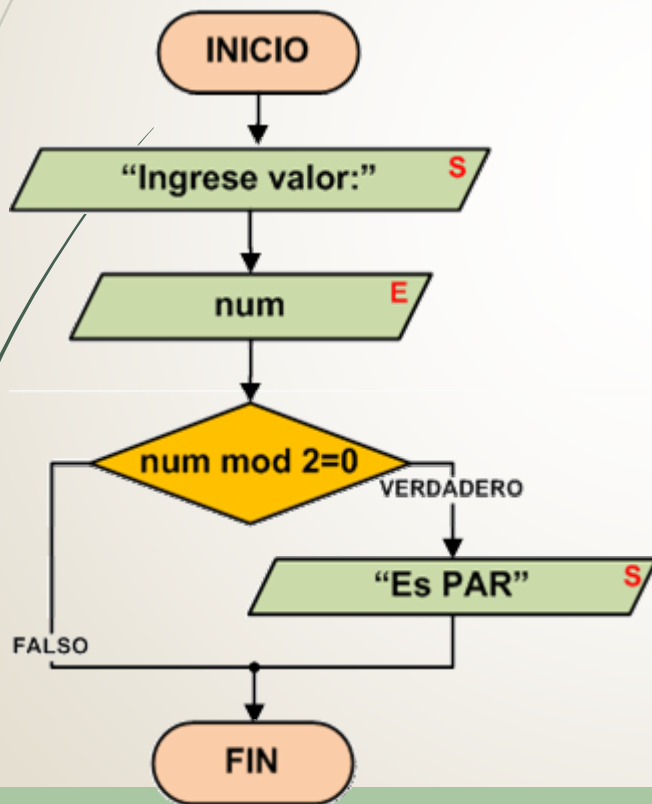 INICIO
“Ingrese valor:” S
num E
num mod 2=0
VERDADERO
“Es PAR” S
FALSO
FIN